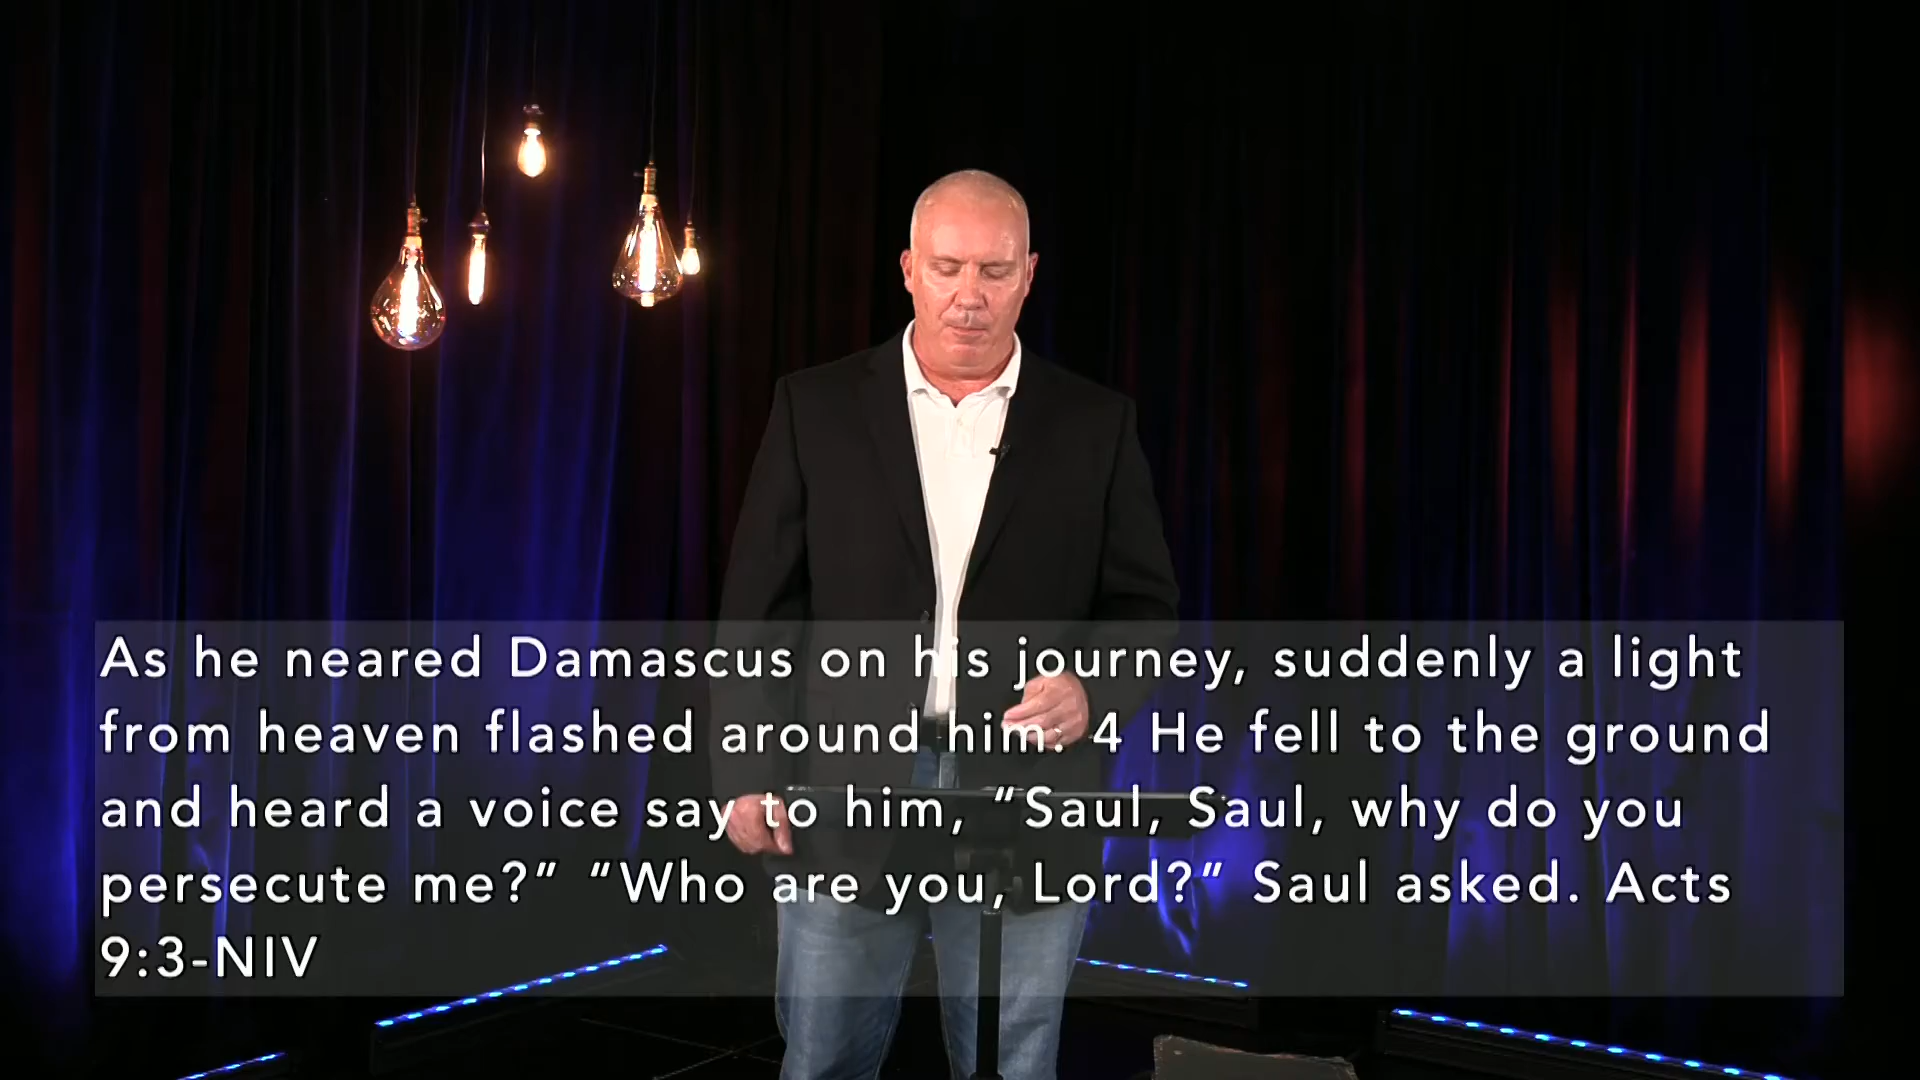 As he neared Damascus on his journey, suddenly a light
from heaven flashed around him. 4 He fell to the ground
and heard a voice say to him, “Saul, Saul, why do you
persecute me?” “Who are you, Lord?” Saul asked. Acts
9:3-NIV